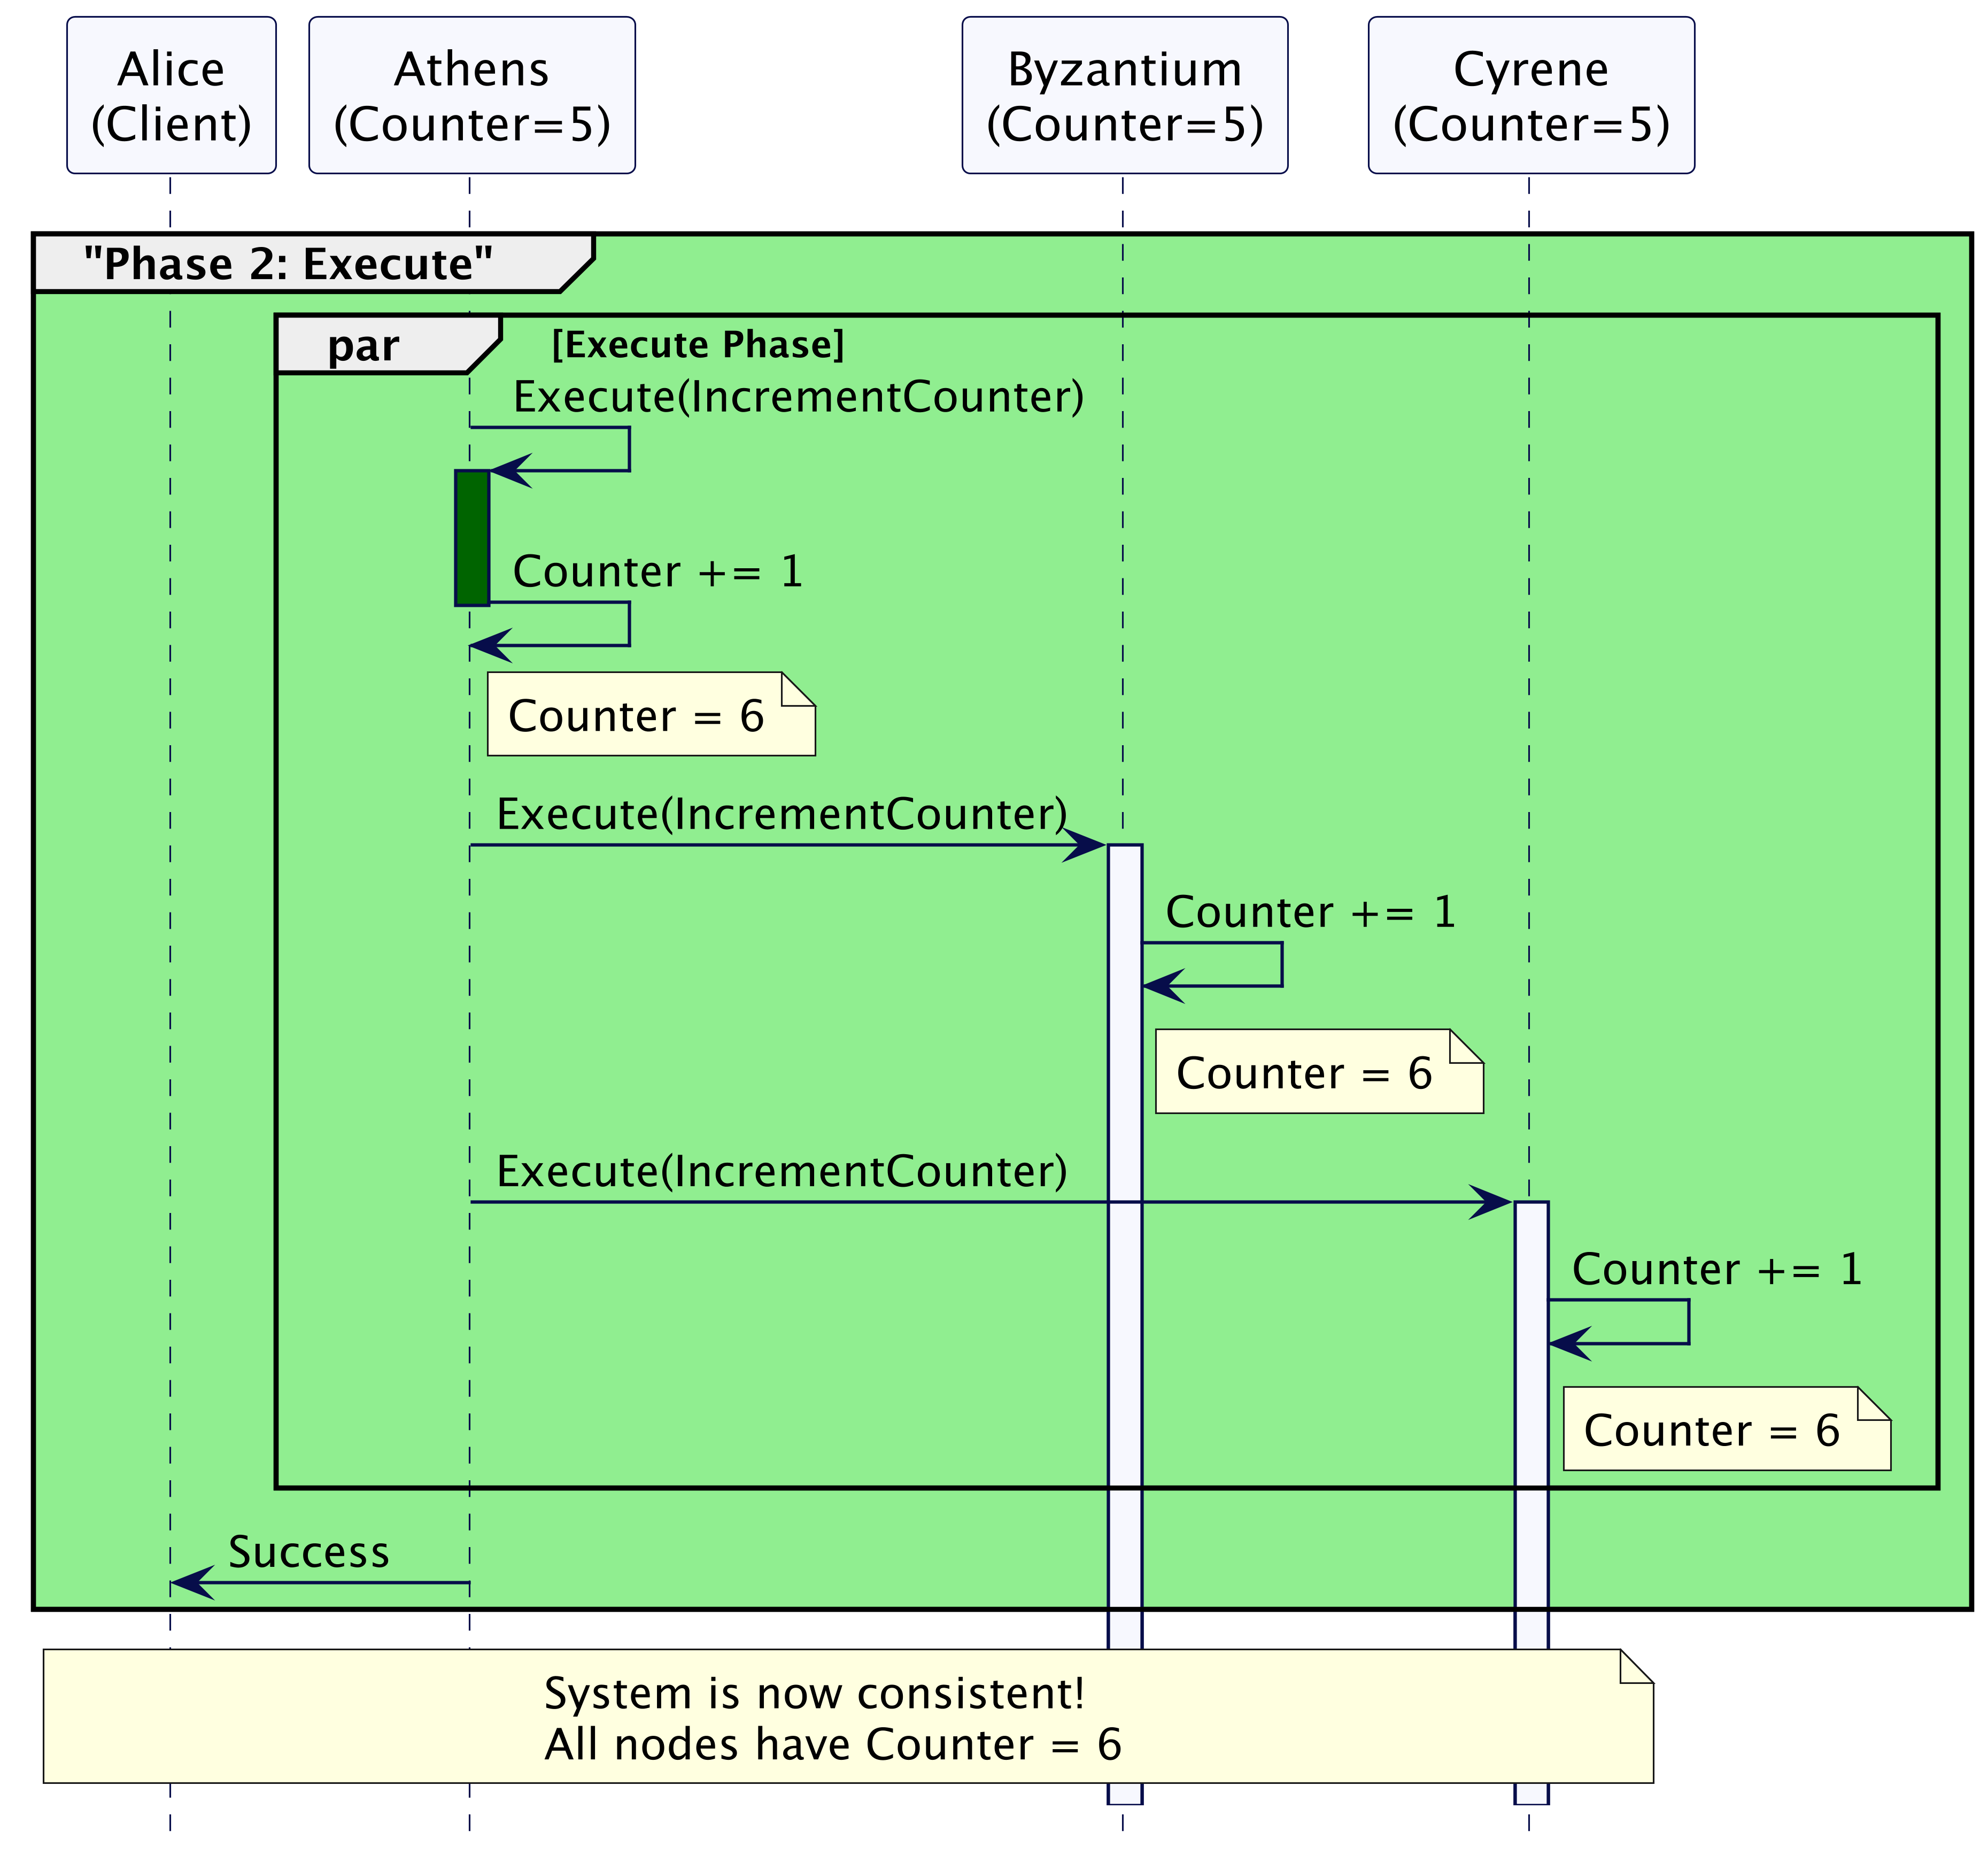 Alice
(Client)
Athens
(Counter=5)
Byzantium
(Counter=5)
Cyrene
(Counter=5)
"Phase 2: Execute"
par
[Execute Phase]
Execute(IncrementCounter)
Counter += 1
Counter = 6
Execute(IncrementCounter)
Counter += 1
Counter = 6
Execute(IncrementCounter)
Counter += 1
Counter = 6
Success
System is now consistent!
All nodes have Counter = 6